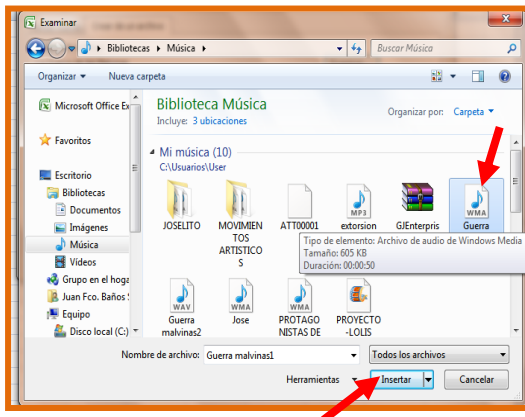 Examinar
Bibliotecas ▸ Música ▸
Buscar Música
Organizar
Nueva carpeta
Microsoft Office Ex
Favoritos
Escritorio
Bibliotecas
Documentos
Imágenes
Música
Vídeos
Grupo en el hoga
Juan Fco. Baños
Equipo
Disco local (C:)
Biblioteca Música
Incluye: 3 ubicaciones
Organizar por: Carpeta
Mi música (10)
C:\Usuarios\User
JOSELITO
MOVIMIEN
TOS
ARTISTICO
S
ATT00001
MP3
extorsion
GJEnterpris
WMA
Guerra
Tipo de elemento: Archivo de audio de Windows Media
Tamaño: 605 KB
Duración: 00:00:50
WAV
Guerra
malvinas2
WMA
Jose
WMA
PROTAGO
NISTAS DE
PROYECTO
-LOLIS
Nombre de archivo: Guerra malvinas1
Todos los archivos
Herramientas
Insertar
Cancelar